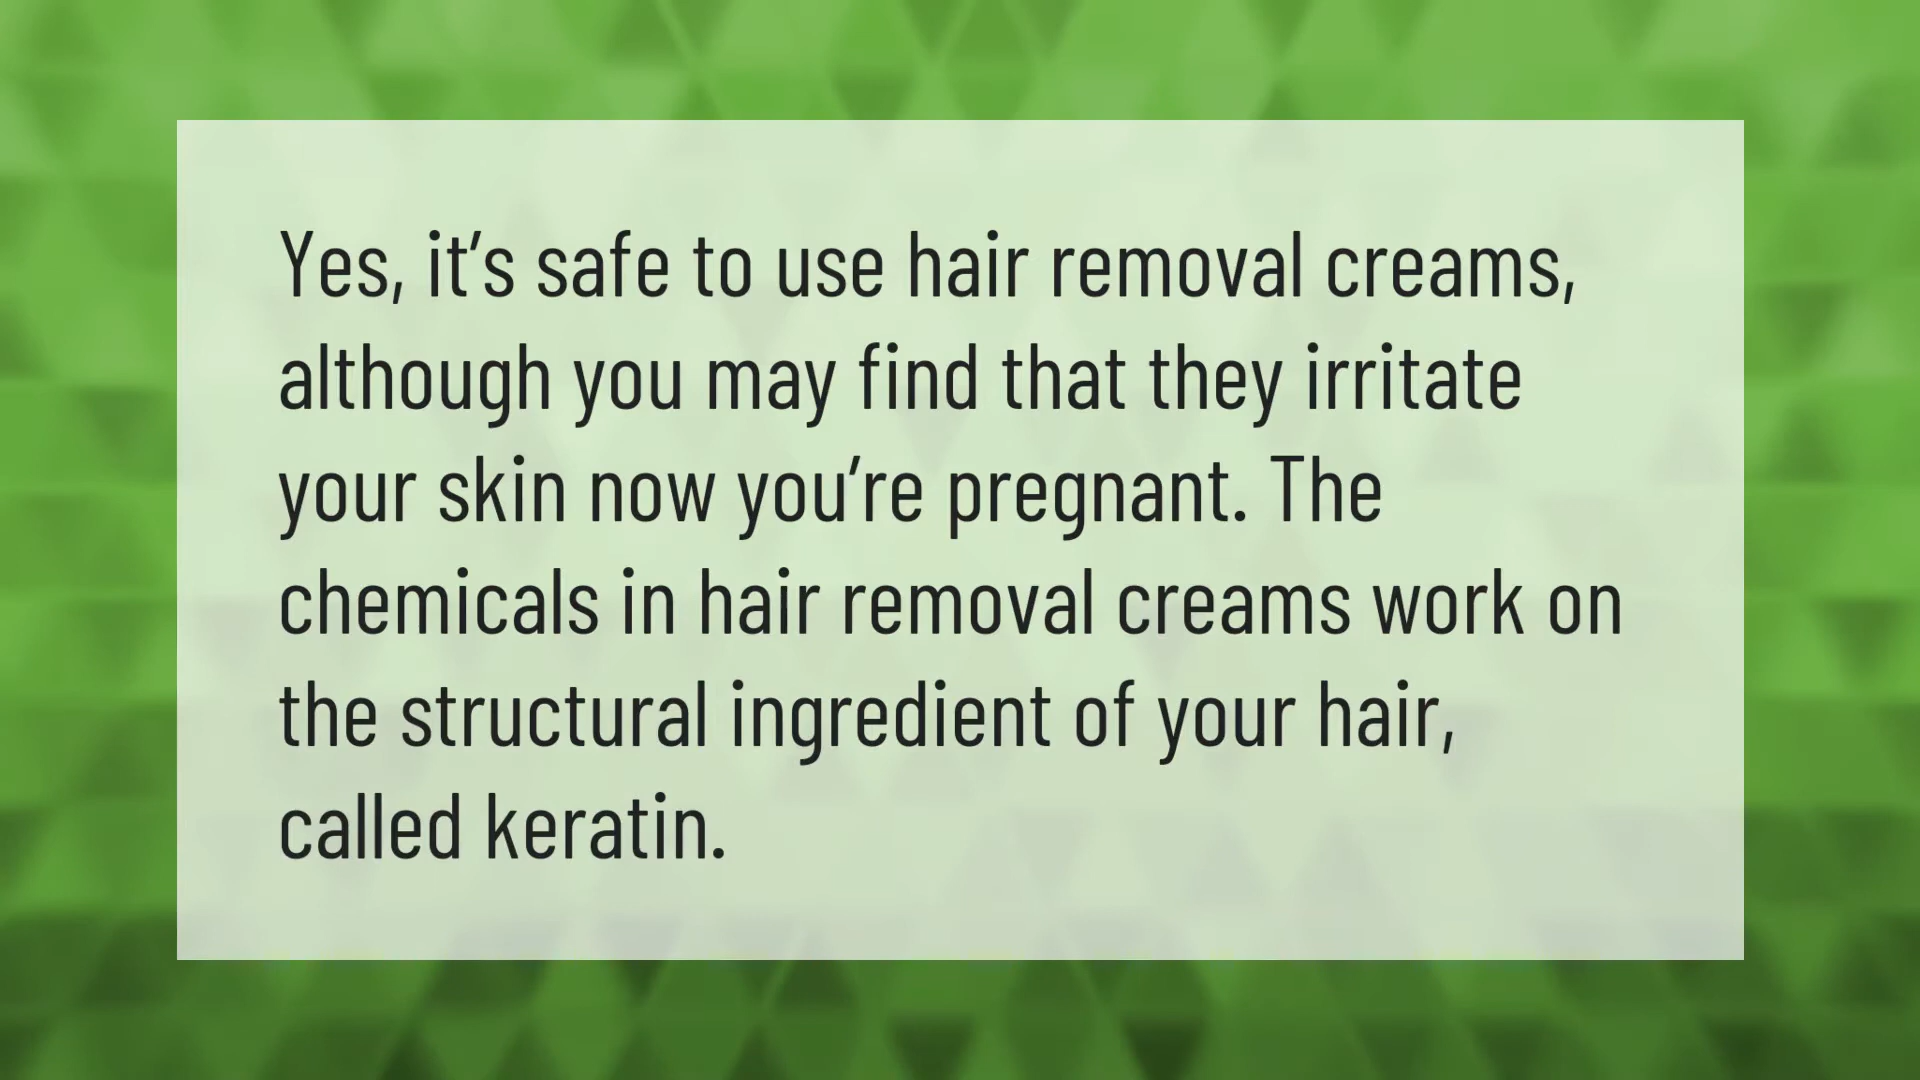 Yes, it's safe to use hair removal creams,
although you may find that they irritate
your skin now you're pregnant. The
chemicals in hair removal creams work on
the structural ingredient of your hair,
called keratin.